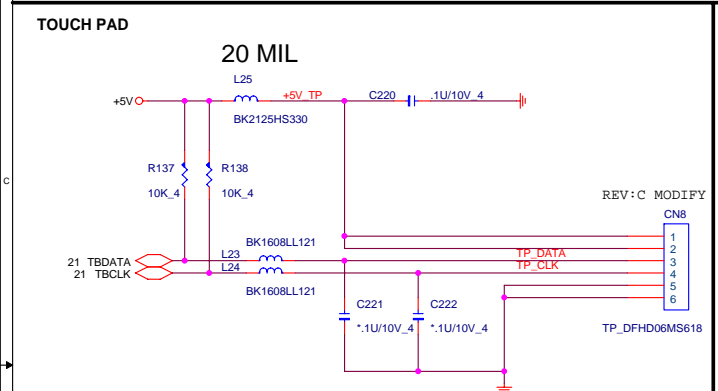 TOUCH PAD
20 MIL
L25
+5V
+5V_TP
C220
.1U/10V_4
BK2125HS330
R137
R138
10K_4
10K_4
C
REV:C MODIFY
CN8
BK1608LL121
1
2
21 TBDATA
L23
TP_DATA
3
21 TBCLK
L24
TP_CLK
4
BK1608LL121
5
6
C221
C222
*.1U/10V_4
*.1U/10V_4
TP_DFHD06MS618